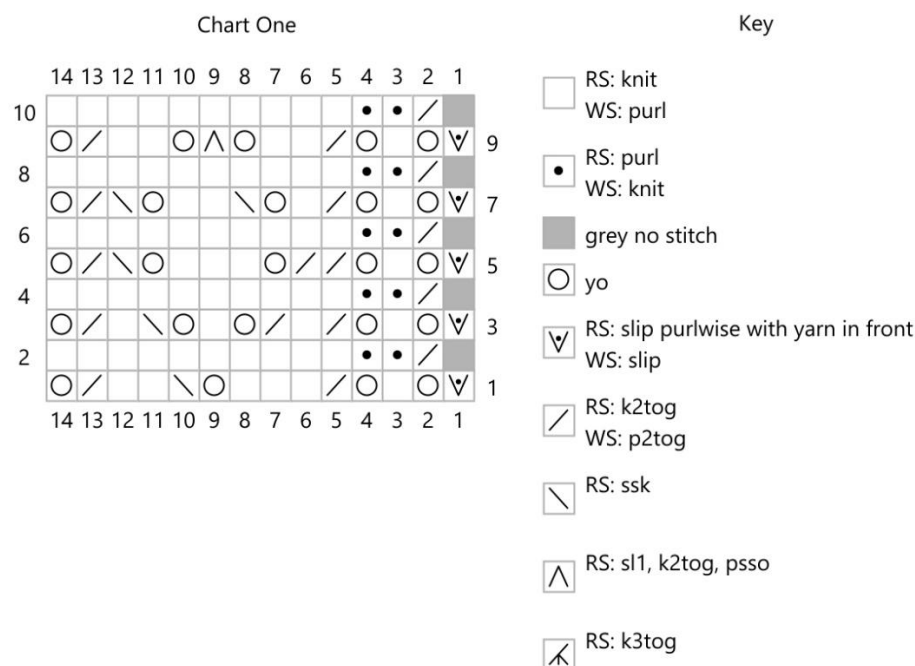 Chart One
Key
14 13 12 11 10 9 8 7 6 5 4 3 2 1
10
9
8
7
6
5
4
3
2
1
14 13 12 11 10 9 8 7 6 5 4 3 2 1
RS: knit
WS: purl
RS: purl
WS: knit
grey no stitch
yo
RS: slip purlwise with yarn in front
WS: slip
RS: k2tog
WS: p2tog
RS: ssk
RS: sl1, k2tog, psso
RS: k3tog